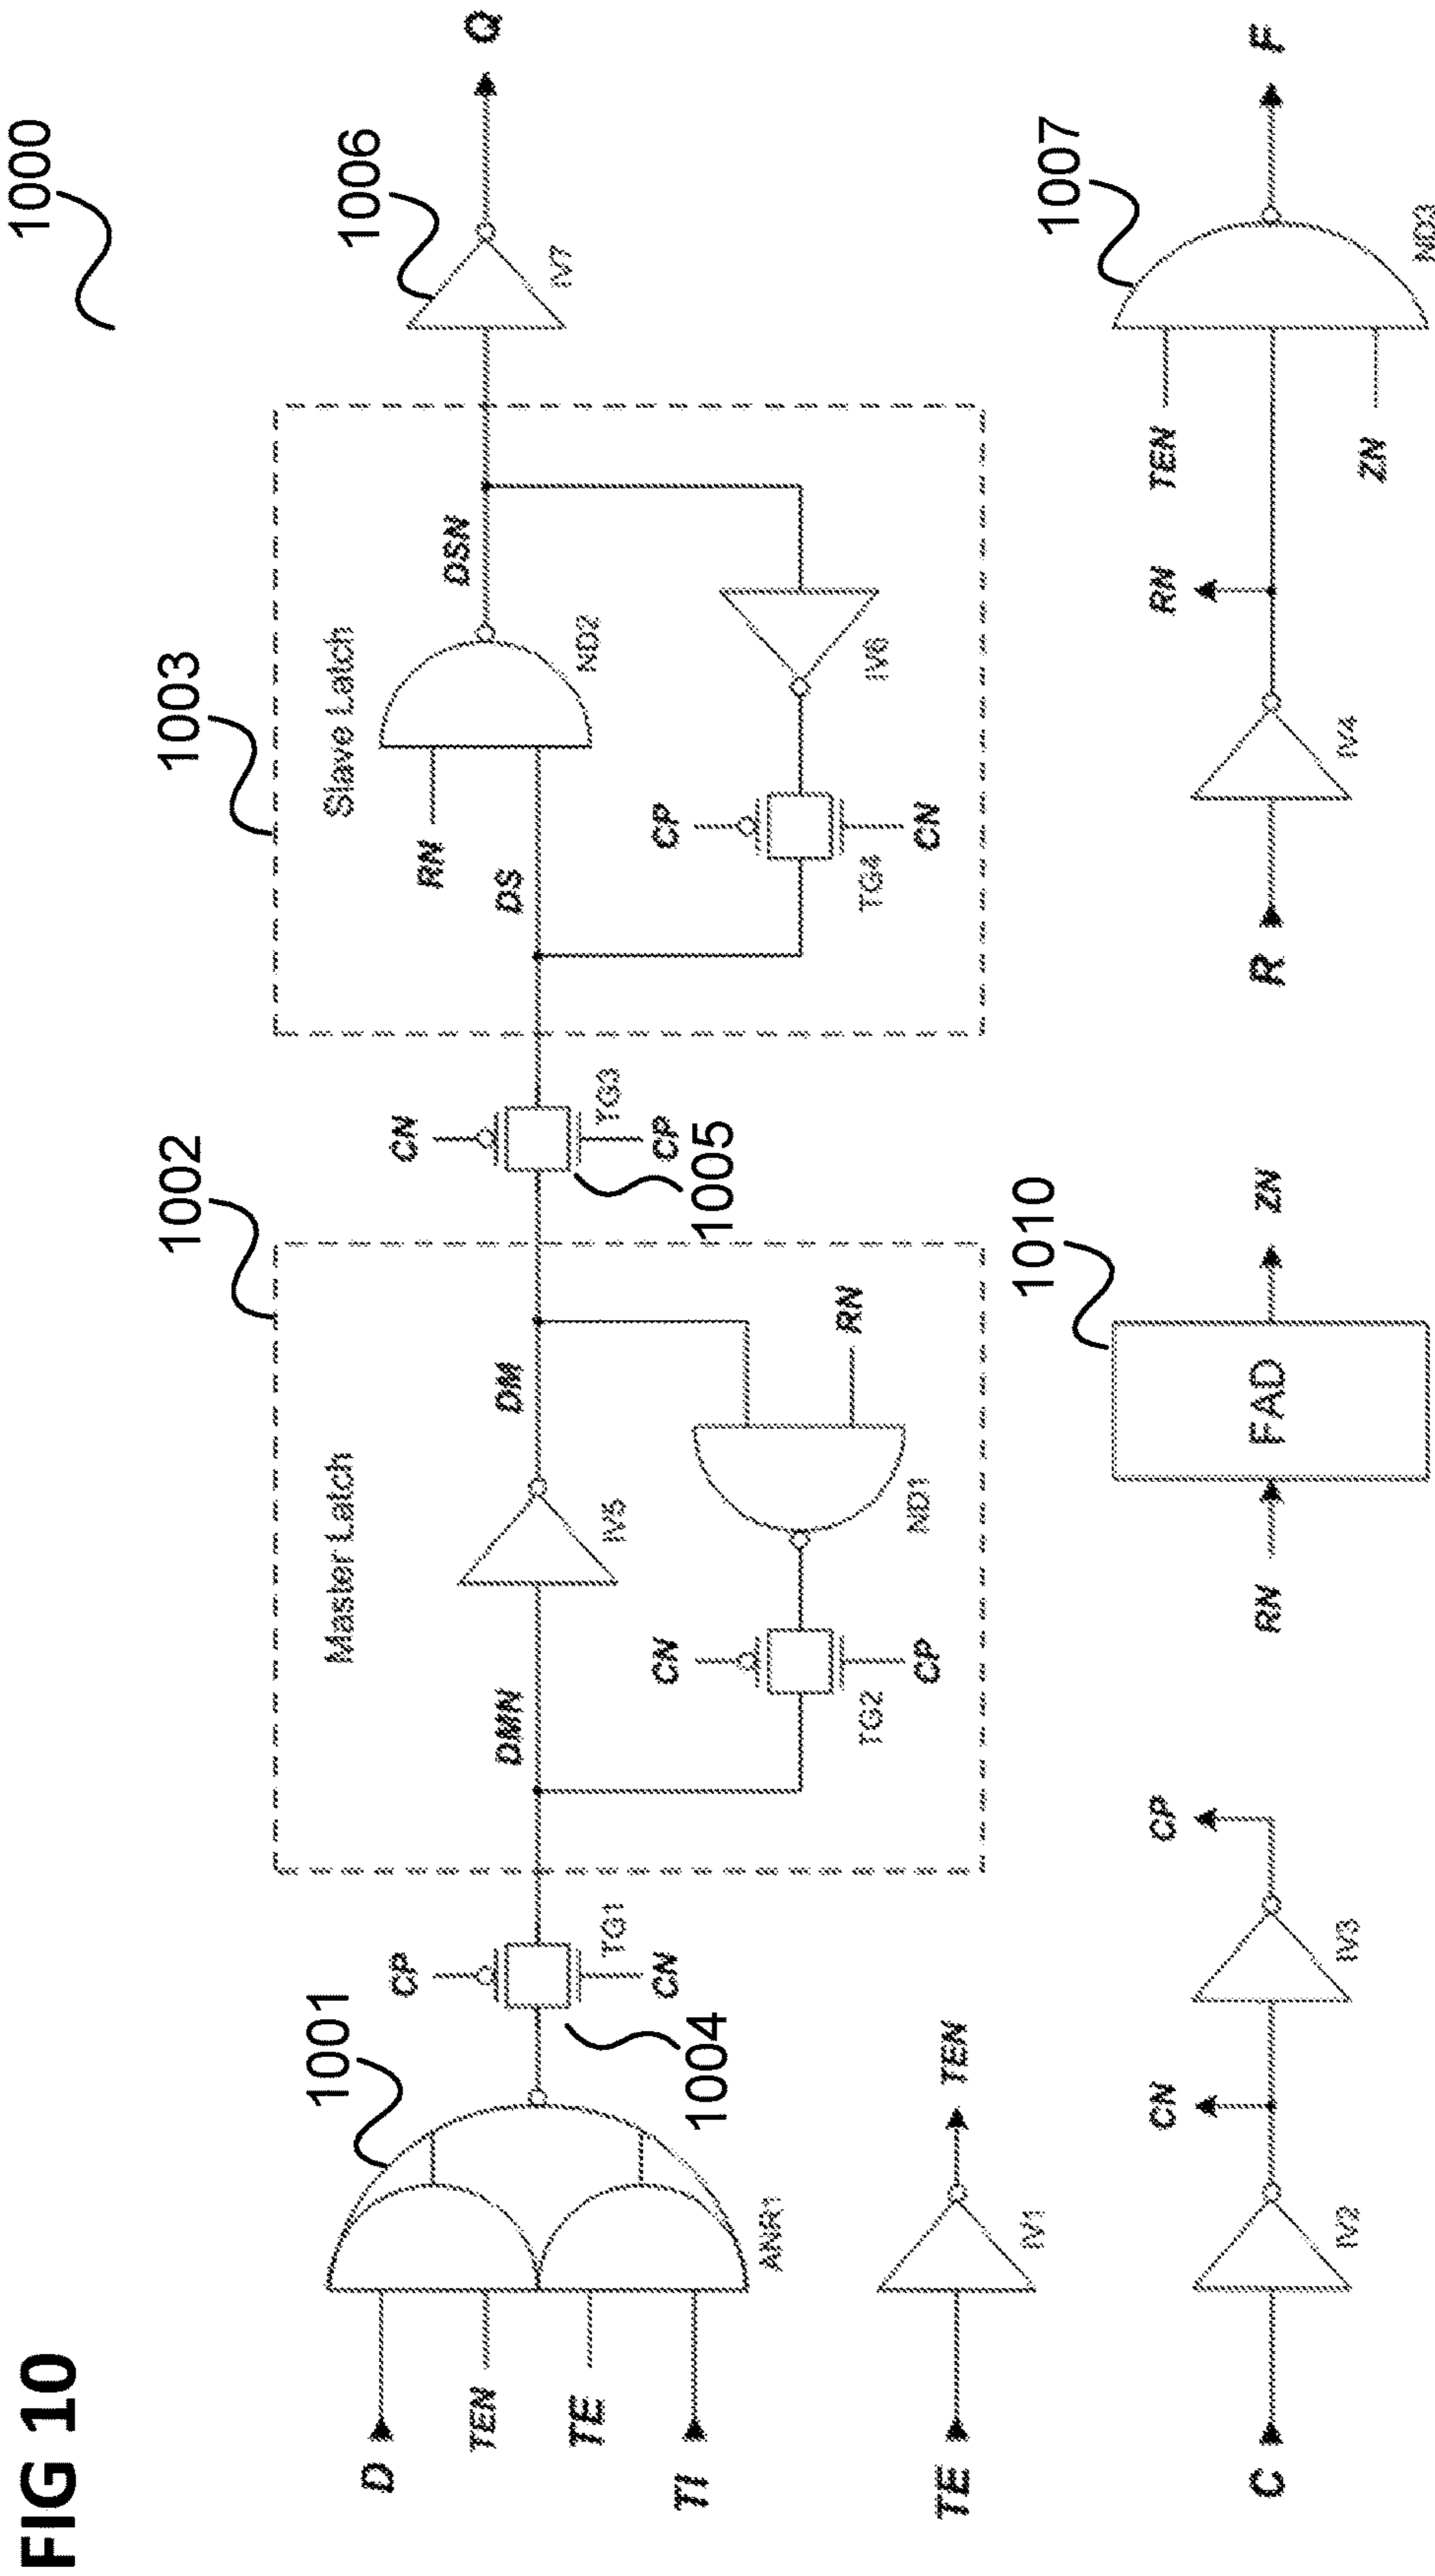 FIG 10
1000
1001
1002
1003
1006
D
TEN
TE
TI
ANR1
CP
TG1
CN
1004
Master Latch
DMN
IV5
DM
CN
TG2
CP
ND1
RN
CN
TG3
CP
1005
Slave Latch
RN
DS
ND2
DSN
CP
TG4
CN
IV6
IV7
Q
TE
IV1
TEN
C
IV2
CN
IV3
CP
RN
FAD
ZN
1010
R
IV4
RN
TEN
ZN
ND3
1007
F